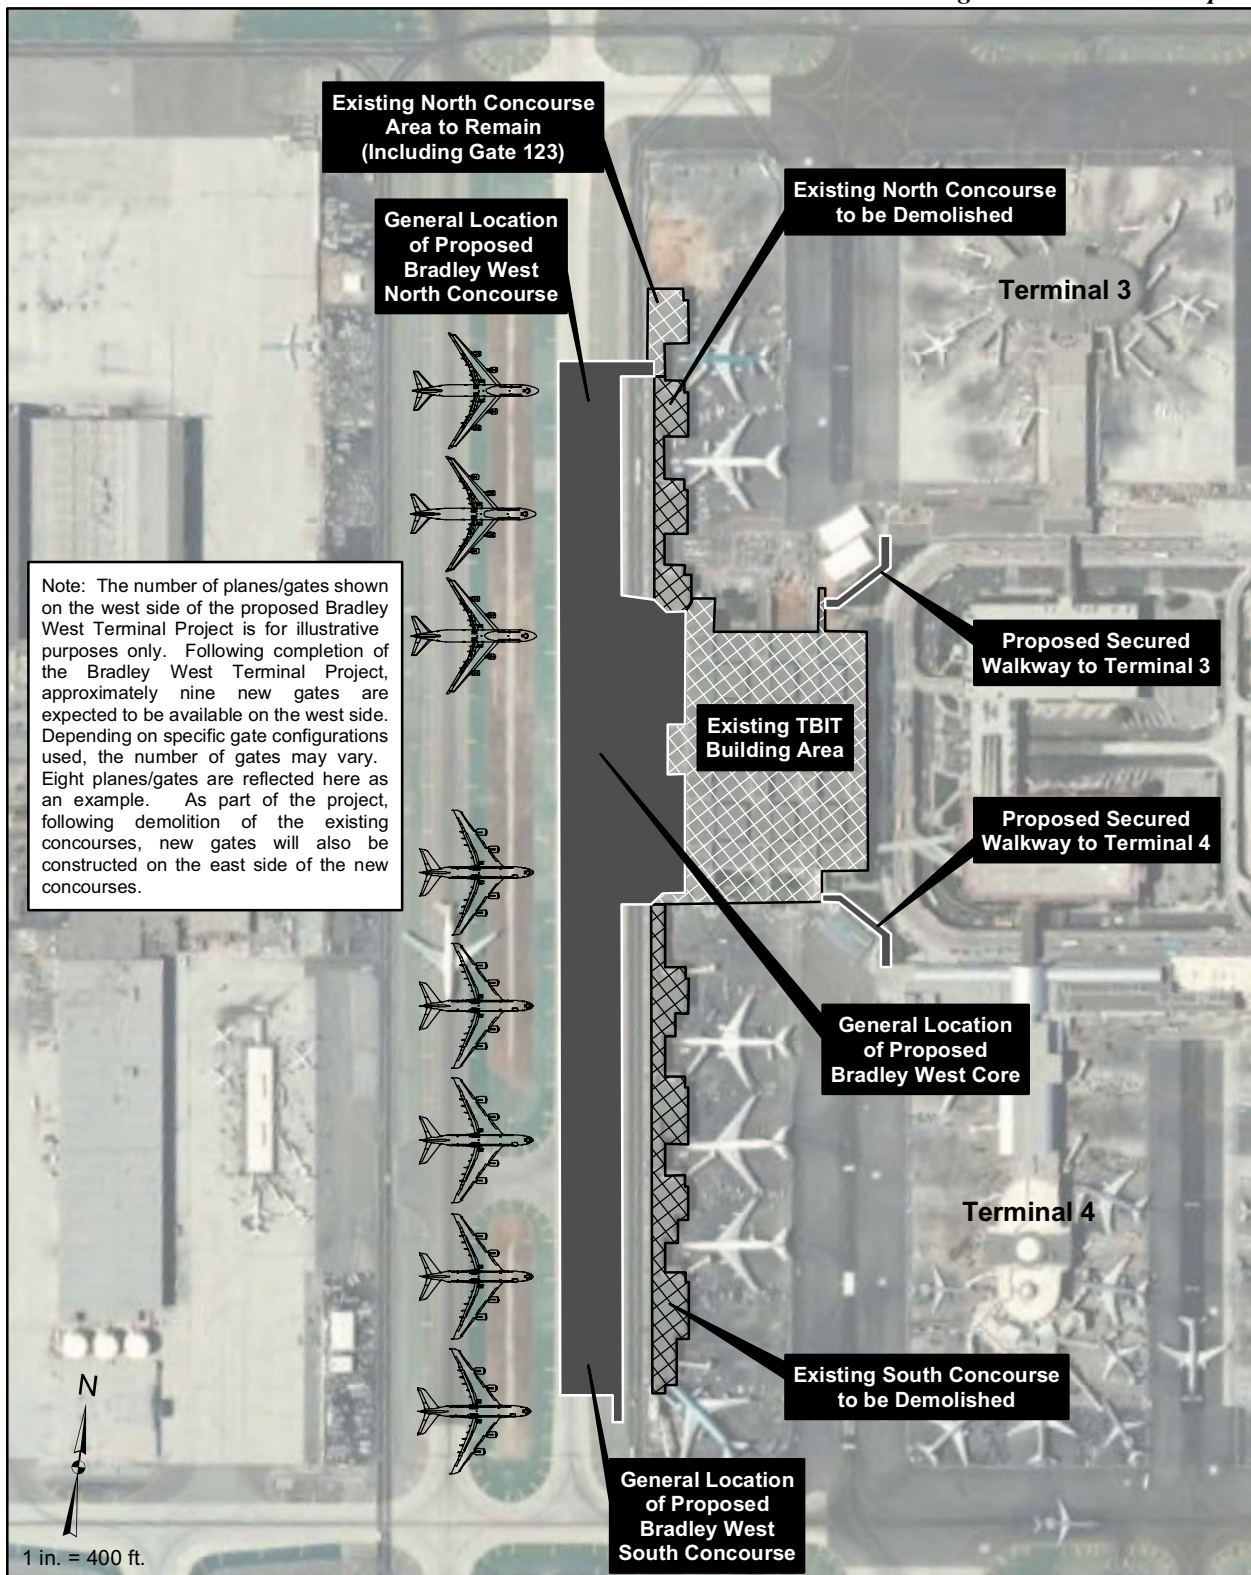 Existing North Concourse
Area to Remain
(Including Gate 123)
Existing North Concourse
to be Demolished
General Location
of Proposed
Bradley West
North Concourse
Terminal 3
Note: The number of planes/gates shown
on the west side of the proposed Bradley
West Terminal Project is for illustrative
purposes only. Following completion of
the Bradley West Terminal Project,
approximately nine new gates are
expected to be available on the west side.
Depending on specific gate configurations
used, the number of gates may vary.
Eight planes/gates are reflected here as
an example. As part of the project,
following demolition of the existing
concourses, new gates will also be
constructed on the east side of the new
concourses.
Proposed Secured
Walkway to Terminal 3
Existing TBIT
Building Area
Proposed Secured
Walkway to Terminal 4
General Location
of Proposed
Bradley West Core
Terminal 4
Existing South Concourse
to be Demolished
N
General Location
of Proposed
Bradley West
South Concourse
1 in. = 400 ft.